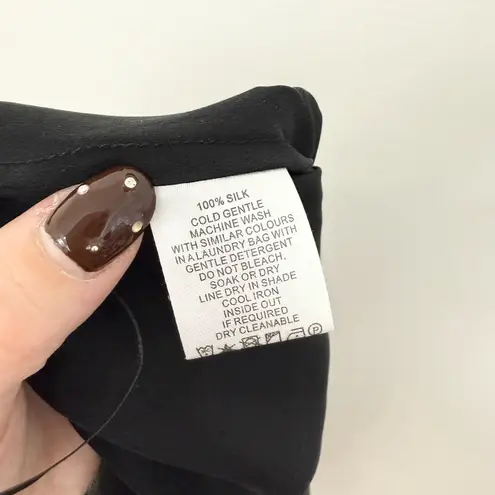 100% SILK
COLD GENTLE
MACHINE WASH
WITH SIMILAR COLOURS
IN A LAUNDRY BAG WITH
GENTLE DETERGENT
DO NOT BLEACH.
SOAK OR DRY
LINE DRY IN SHADE
COOL IRON
INSIDE OUT
IF REQUIRED
DRY CLEANABLE
P